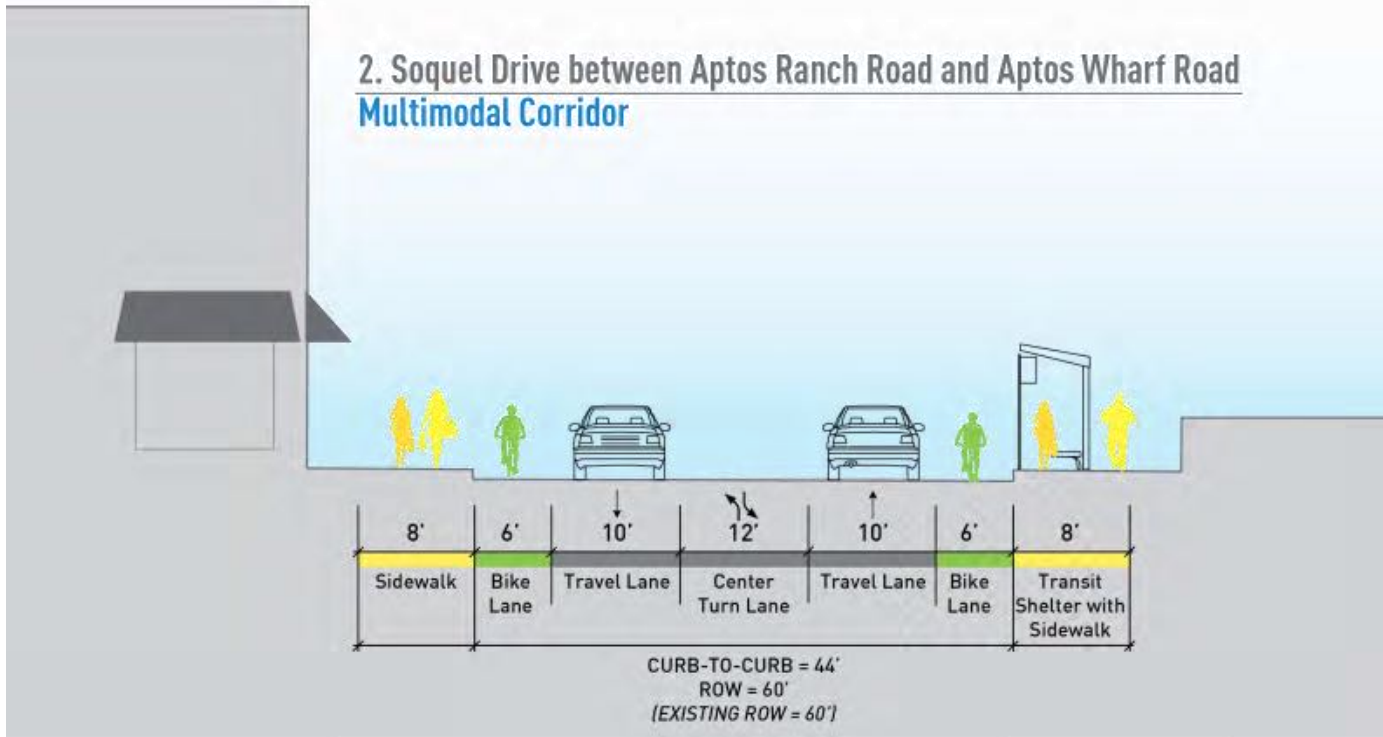 2. Soquel Drive between Aptos Ranch Road and Aptos Wharf Road
Multimodal Corridor
8' 6' 10' 12' 10' 6' 8'
Sidewalk Bike Travel Lane Center Travel Lane Bike Transit
Lane Turn Lane Lane Shelter with
Sidewalk
CURB-TO-CURB = 44'
ROW = 60'
(EXISTING ROW = 60')